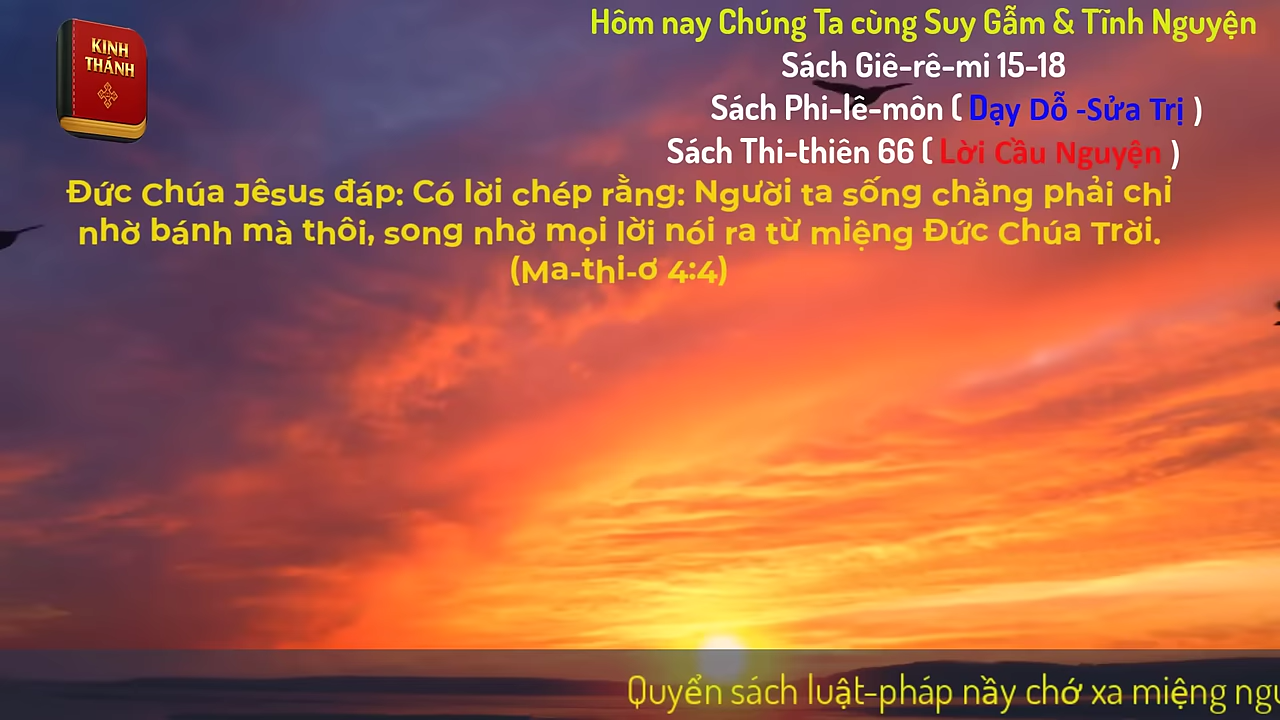 KINH
THÁNH
Hôm nay Chúng Ta cùng Suy Gẫm & Tĩnh Nguyện
Sách Giê-rê-mi 15-18
Sách Phi-lê-môn ( Dạy Dỗ -Sửa Trị )
Sách Thi-thiên 66 ( Lời Cầu Nguyện )
Đức Chúa Jêsus đáp: Có lời chép rằng: Người ta sống chẳng phải chỉ
nhờ bánh mà thôi, song nhờ mọi lời nói ra từ miệng Đức Chúa Trời.
(Ma-thi-ơ 4:4)
Quyển sách luật-pháp nầy chớ xa miệng ngư